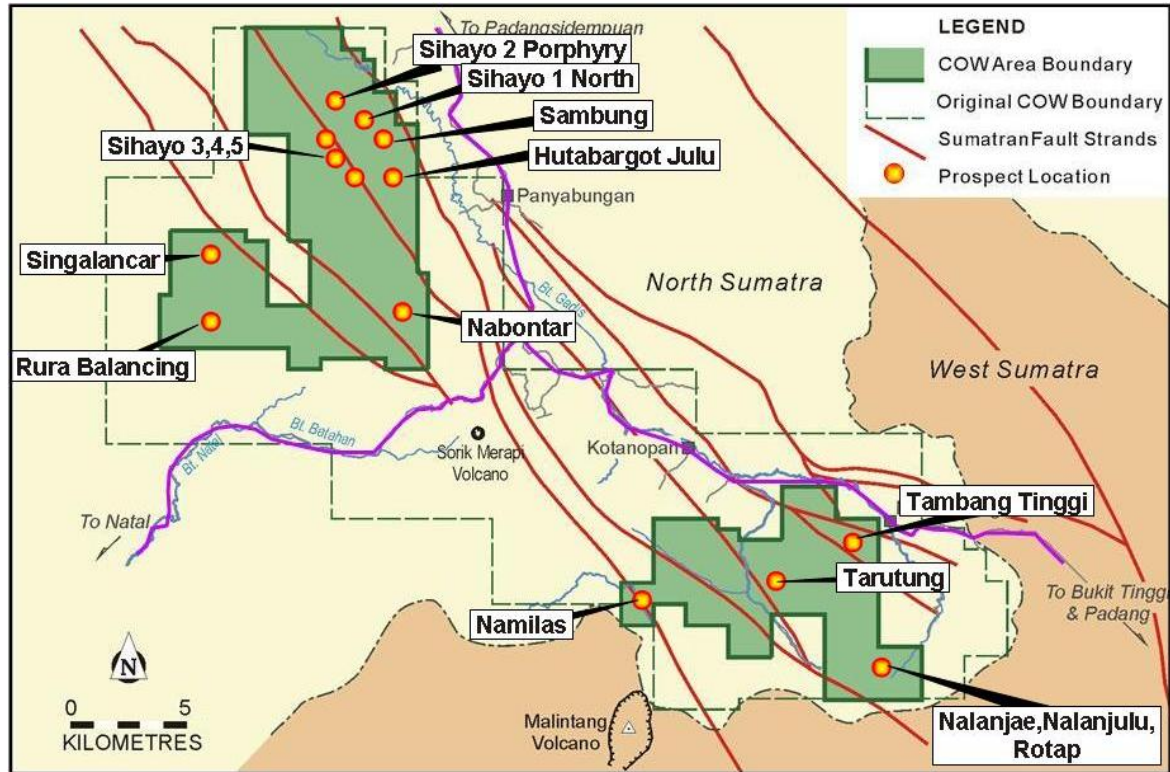 To Padangsidempuan
Sihayo 2 Porphyry
Sihayo 1 North
Sambung
Sihayo 3,4,5
Hutabargot Julu
Panyabungan
Singalancar
Nabontar
Rura Balancing
Bt. Gadis
North Sumatra
West Sumatra
Bt. Natal
Bt. Batahan
Sorik Merapi
Volcano
Kotanopan
To Natal
Tambang Tinggi
Tarutung
Namilas
To Bukit Tinggi
& Padang
Nalanjae,Nalanjulu,
Rotap
Malintang
Volcano
N
0 5
KILOMETRES
LEGEND
COW Area Boundary
Original COW Boundary
Sumatran Fault Strands
Prospect Location